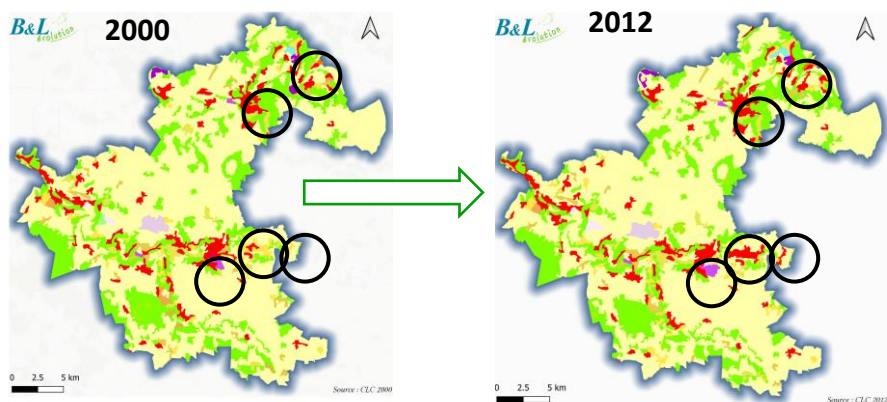 B&L
évolution
2000
0 2.5 5 km
Source : CLC 2000
B&L
évolution
2012
0 2.5 5 km
Source : CLC 2012